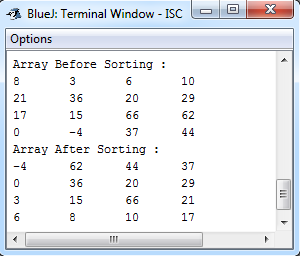 BlueJ: Terminal Window - ISC
Options
Array Before Sorting :
8 3 6 10
21 36 20 29
17 15 66 62
0 -4 37 44
Array After Sorting :
-4 62 44 37
0 36 20 29
3 15 66 21
6 8 10 17